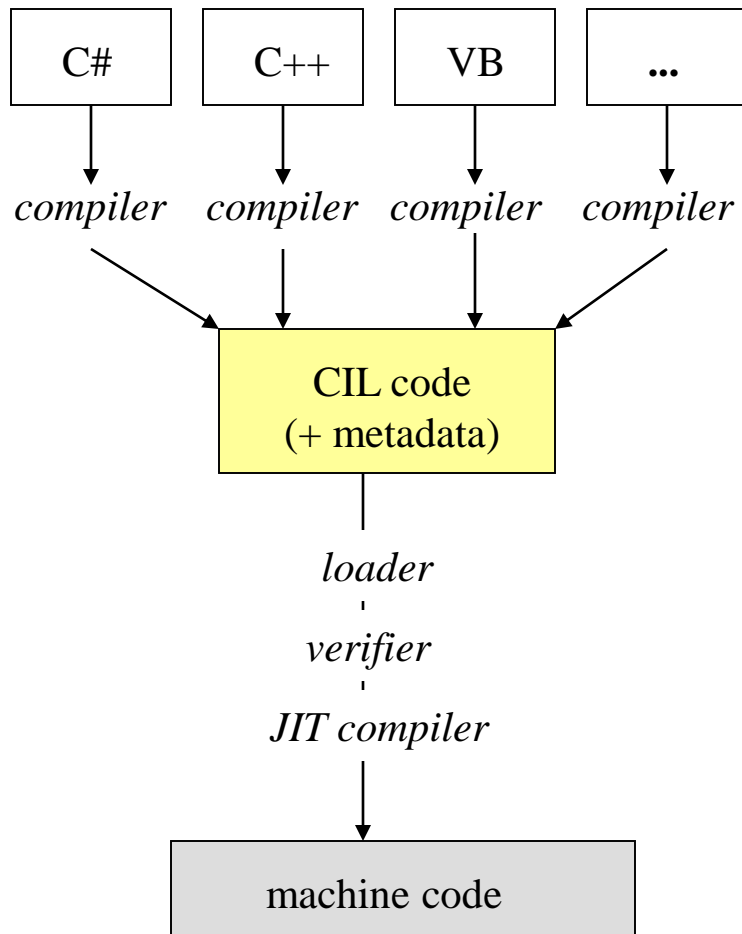 C# C++ VB ...
compiler compiler compiler compiler
CIL code
(+ metadata)
loader
verifier
JIT compiler
machine code